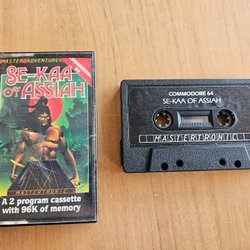 MASTER ADVENTURER
SE-KAA
OF
ASSIAH
MASTERTRONIC
A 2 program cassette
with 96K of memory
COMMODORE 64
SE-KAA OF ASSIAH
MASTERTRONIC